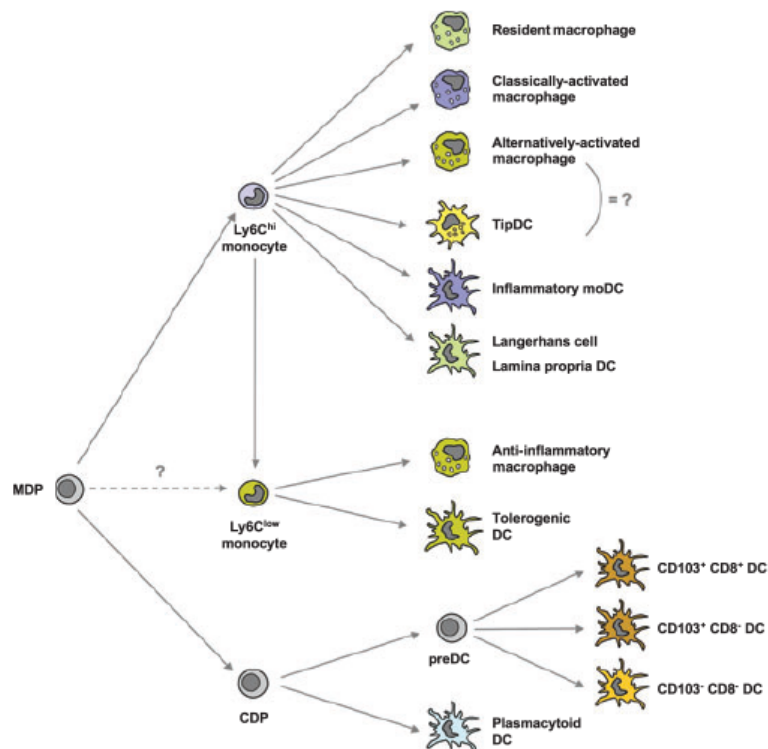 Resident macrophage
Classically-activated
macrophage
Alternatively-activated
macrophage
= ?
TipDC
Ly6Chi
monocyte
Inflammatory moDC
Langerhans cell
Lamina propria DC
Anti-inflammatory
macrophage
?
MDP
Ly6Clow
monocyte
Tolerogenic
DC
CD103+ CD8+ DC
CD103+ CD8- DC
preDC
CD103- CD8- DC
CDP
Plasmacytoid
DC